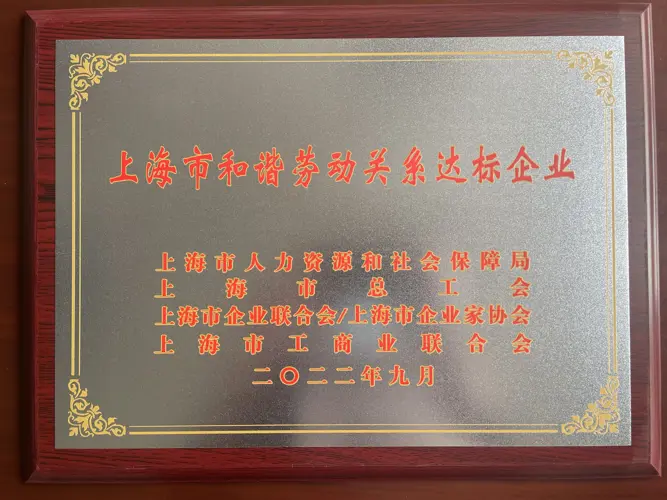 上海市和谐劳动关系达标企业
上海市人力资源和社会保障局
上海市总工会
上海市企业联合会/上海市企业家协会
上海市工商业联合会
二〇二二年九月